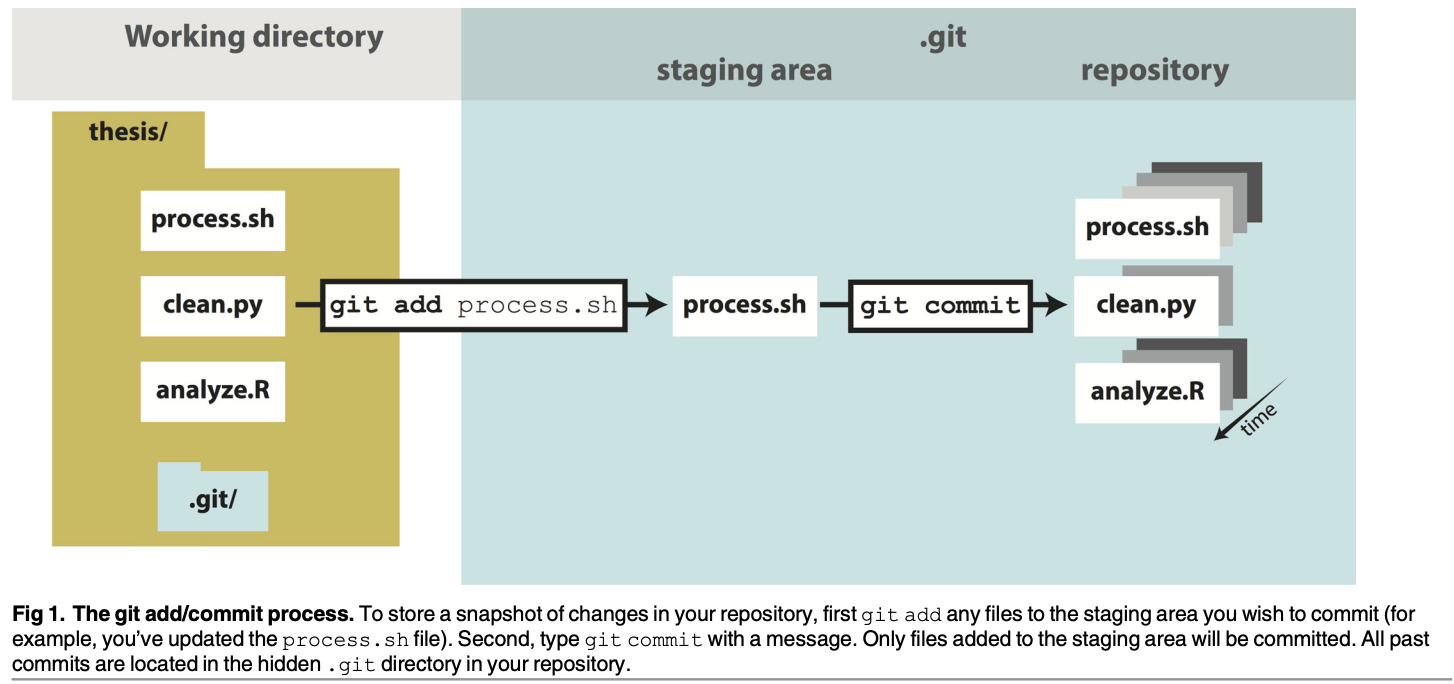 Working directory
.git
staging area
repository
thesis/
process.sh
clean.py
analyze.R
.git/
git add process.sh
process.sh
git commit
process.sh
clean.py
analyze.R
time
Fig 1. The git add/commit process. To store a snapshot of changes in your repository, first git add any files to the staging area you wish to commit (for
example, you’ve updated the process.sh file). Second, type git commit with a message. Only files added to the staging area will be committed. All past
commits are located in the hidden .git directory in your repository.